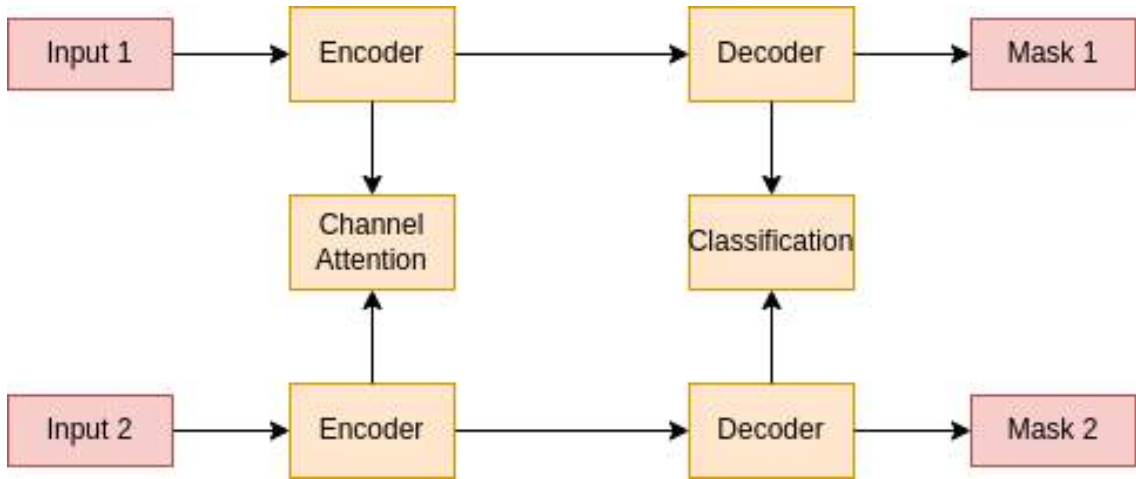 Input 1
Encoder
Decoder
Mask 1
Channel
Attention
Classification
Input 2
Encoder
Decoder
Mask 2